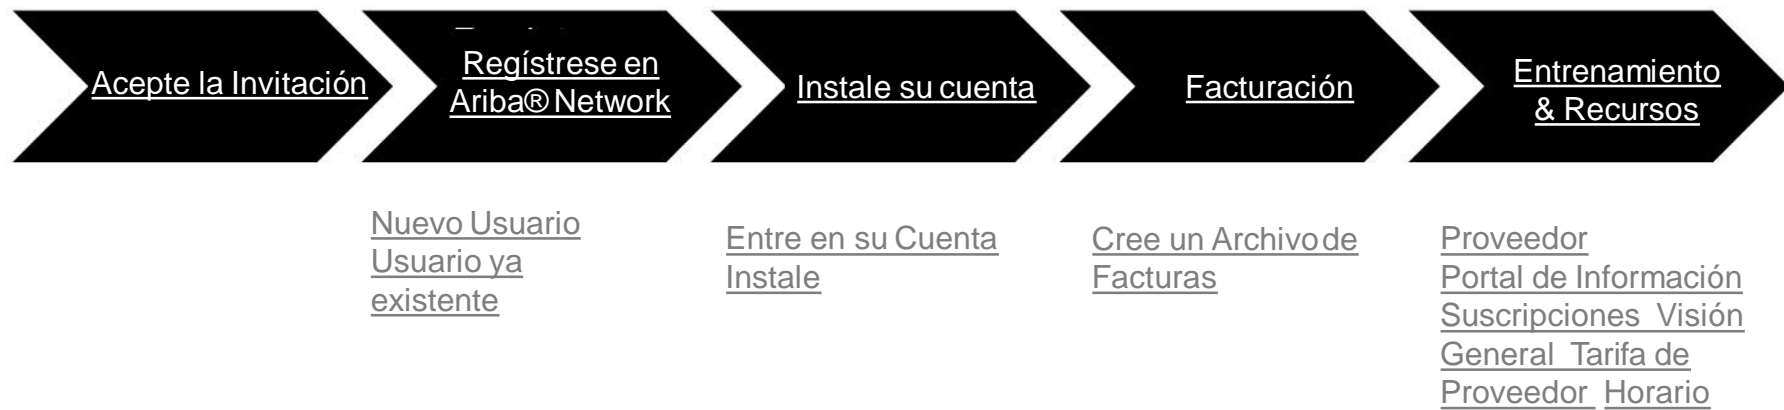 Acepte la Invitación
Regístrese en
Ariba® Network
Instale su cuenta
Facturación
Entrenamiento
& Recursos
Nuevo Usuario
Usuario ya
existente
Entre en su Cuenta
Instale
Cree un Archivo de
Facturas
Proveedor
Portal de Información
Suscripciones Visión
General Tarifa de
Proveedor Horario